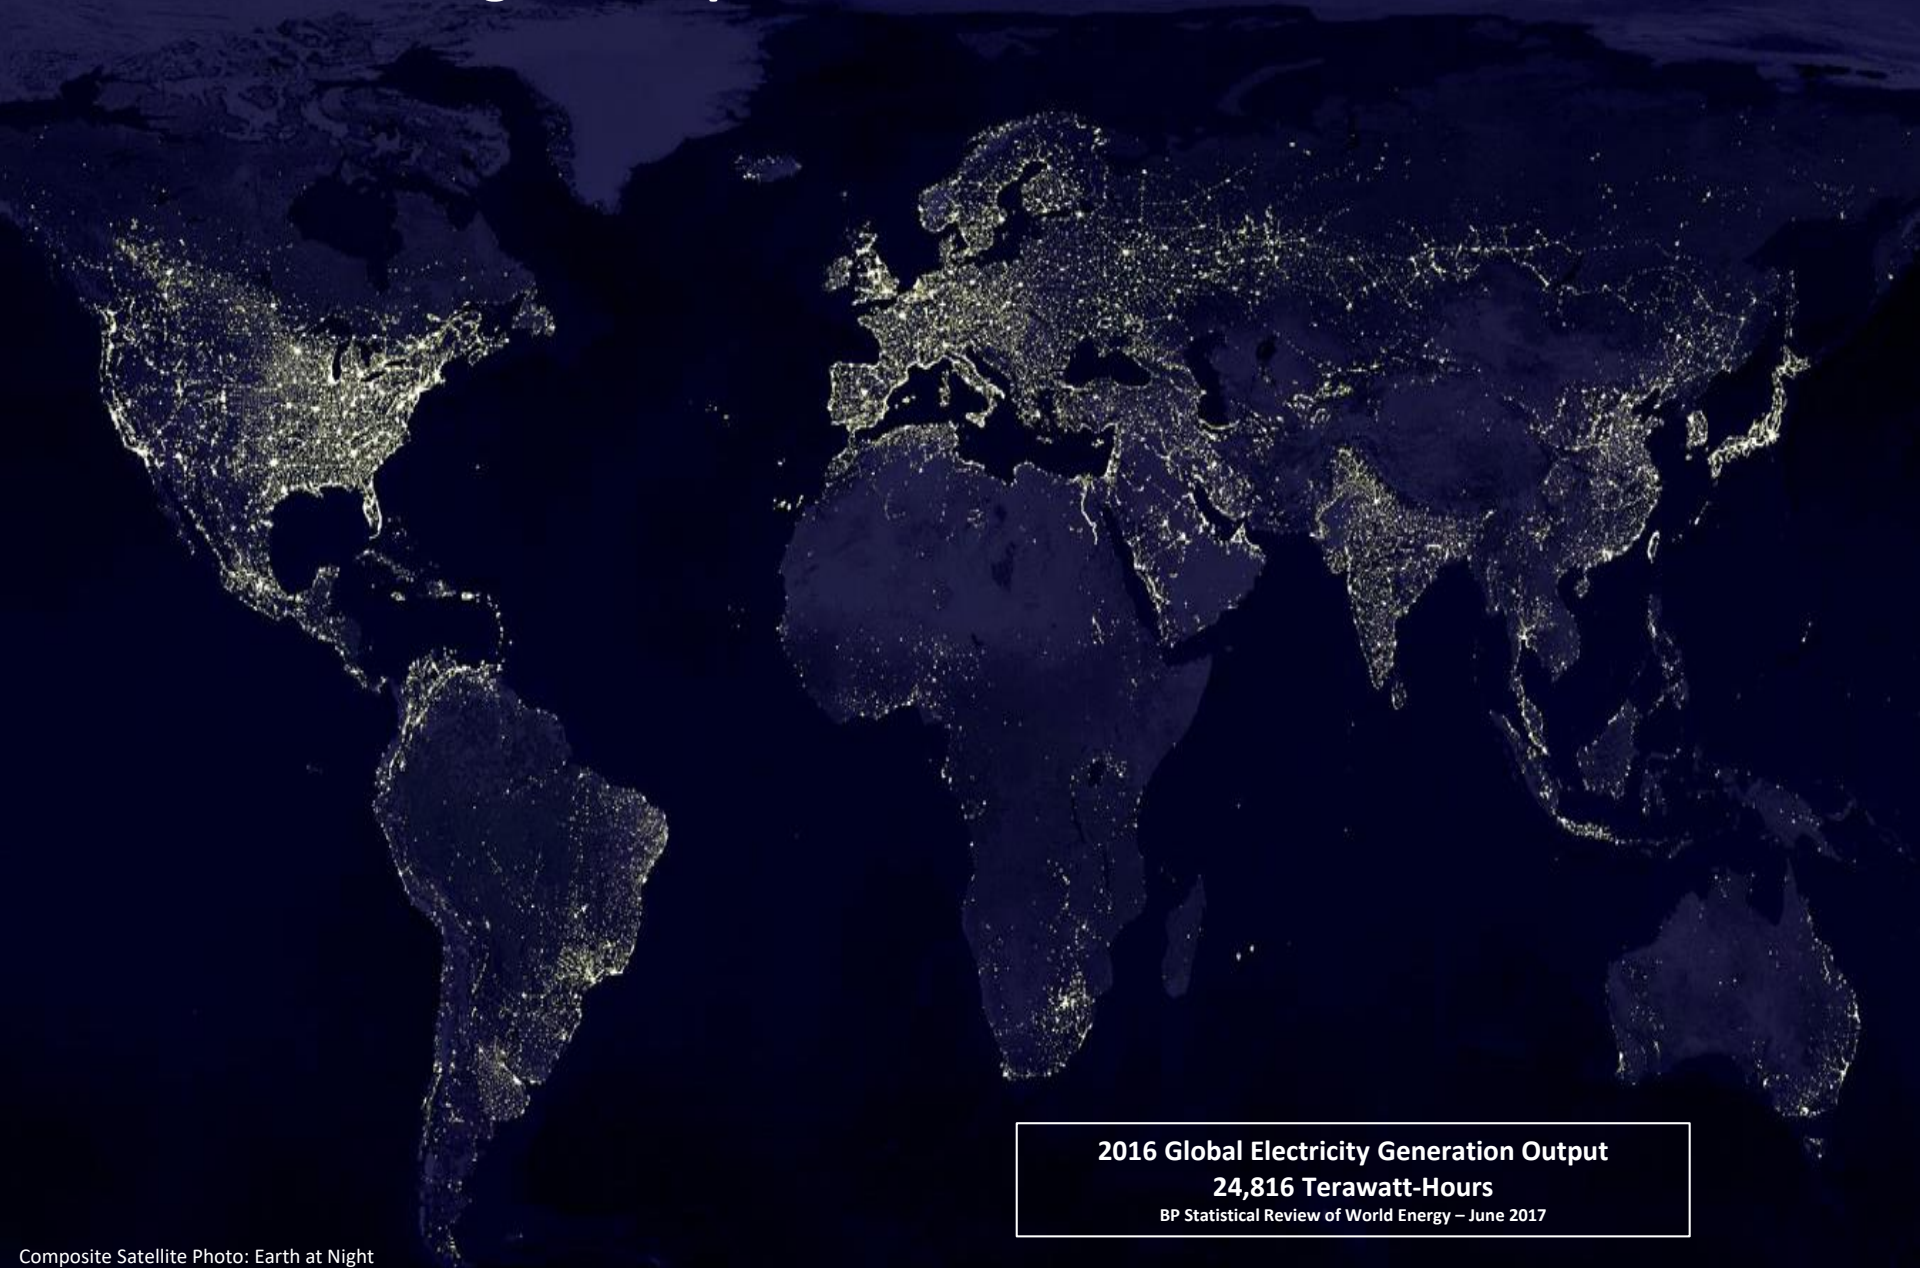 2016 Global Electricity Generation Output
24,816 Terawatt-Hours
BP Statistical Review of World Energy – June 2017
Composite Satellite Photo: Earth at Night